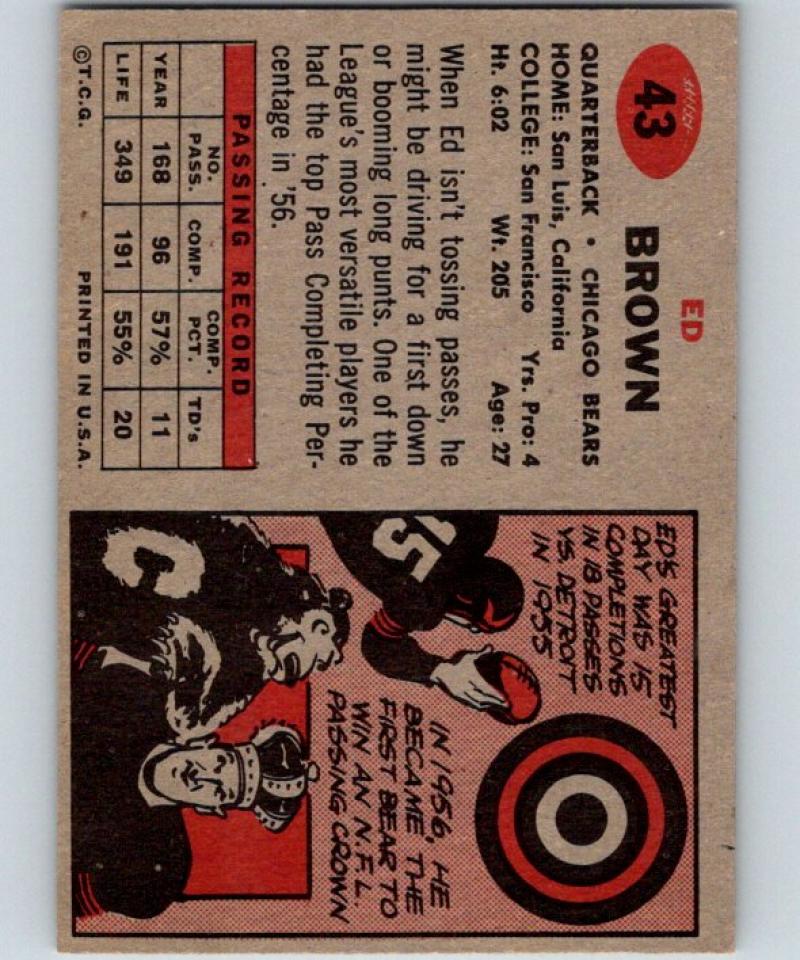 43
ED
BROWN
QUARTERBACK • CHICAGO BEARS
HOME: San Luis, California
COLLEGE: San Francisco Yrs. Pro: 4
Ht. 6:02 Wt. 205 Age: 27
When Ed isn't tossing passes, he
might be driving for a first down
or booming long punts. One of the
League's most versatile players he
had the top Pass Completing Per-
centage in '56.
PASSING RECORD
NO. PASS. COMP. COMP. PCT. TD's
YEAR 168 96 57% 11
LIFE 349 191 55% 20
©T.C.G. PRINTED IN U.S.A.
ED'S GREATEST
DAY WAS 15
COMPLETIONS
IN 18 PASSES
VS. DETROIT
IN 1955
15
IN 1956, HE
BECAME THE
FIRST BEAR TO
WIN AN N.F.L.
PASSING CROWN
C